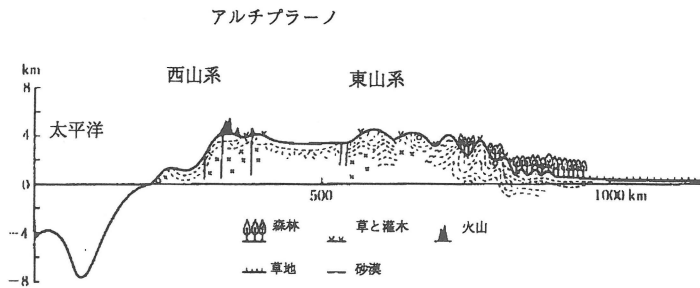 アルチプラーノ
西山系 東山系
km
8
太平洋
4
0
500
1000 km
森林 草と灌木 火山
-4
草地 砂漠
-8